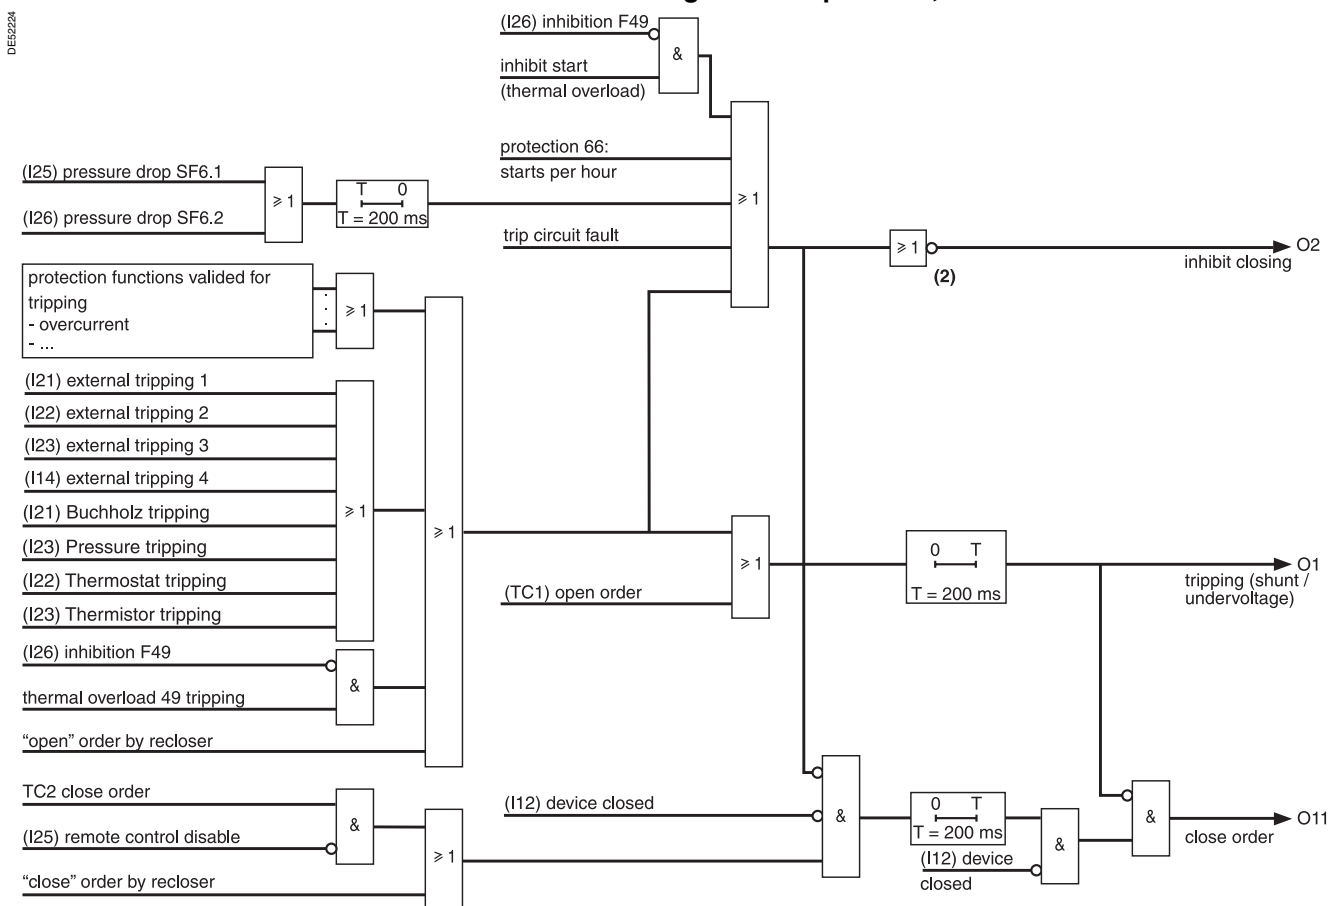 DE52224
(I26) inhibition F49
&
inhibit start
(thermal overload)
protection 66:
starts per hour
(I25) pressure drop SF6.1
(I26) pressure drop SF6.2
⩾ 1
T 0
T = 200 ms
⩾ 1
trip circuit fault
⩾ 1
(2)
O2
inhibit closing
protection functions valided for
tripping
- overcurrent
- ...
⩾ 1
(I21) external tripping 1
(I22) external tripping 2
(I23) external tripping 3
(I14) external tripping 4
(I21) Buchholz tripping
(I23) Pressure tripping
(I22) Thermostat tripping
(I23) Thermistor tripping
⩾ 1
⩾ 1
(I26) inhibition F49
thermal overload 49 tripping
&
"open" order by recloser
(TC1) open order
⩾ 1
0 T
T = 200 ms
O1
tripping (shunt /
undervoltage)
TC2 close order
(I25) remote control disable
&
"close" order by recloser
⩾ 1
(I12) device closed
&
0 T
T = 200 ms
(I12) device
closed
&
&
O11
close order